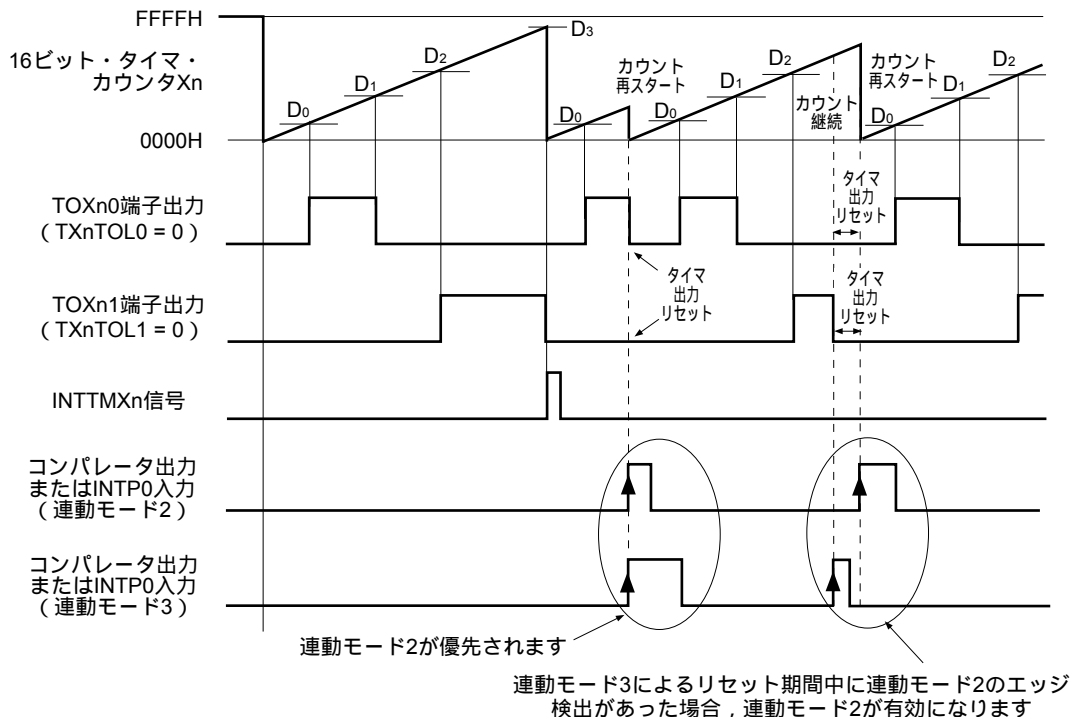 FFFFH
16ビット・タイマ・
カウンタXn
0000H
D0
D1
D2
D3
D0
カウント
再スタート
D0
D1
D2
カウント
継続
カウント
再スタート
D0
D1
D2
TOXn0端子出力
（TXnTOL0 = 0）
タイマ
出力
リセット
タイマ
出力
リセット
TOXn1端子出力
（TXnTOL1 = 0）
タイマ
出力
リセット
INTTMXn信号
コンパレータ出力
またはINTP0入力
（連動モード2）
コンパレータ出力
またはINTP0入力
（連動モード3）
連動モード2が優先されます
連動モード3によるリセット期間中に連動モード2のエッジ
検出があった場合，連動モード2が有効になります